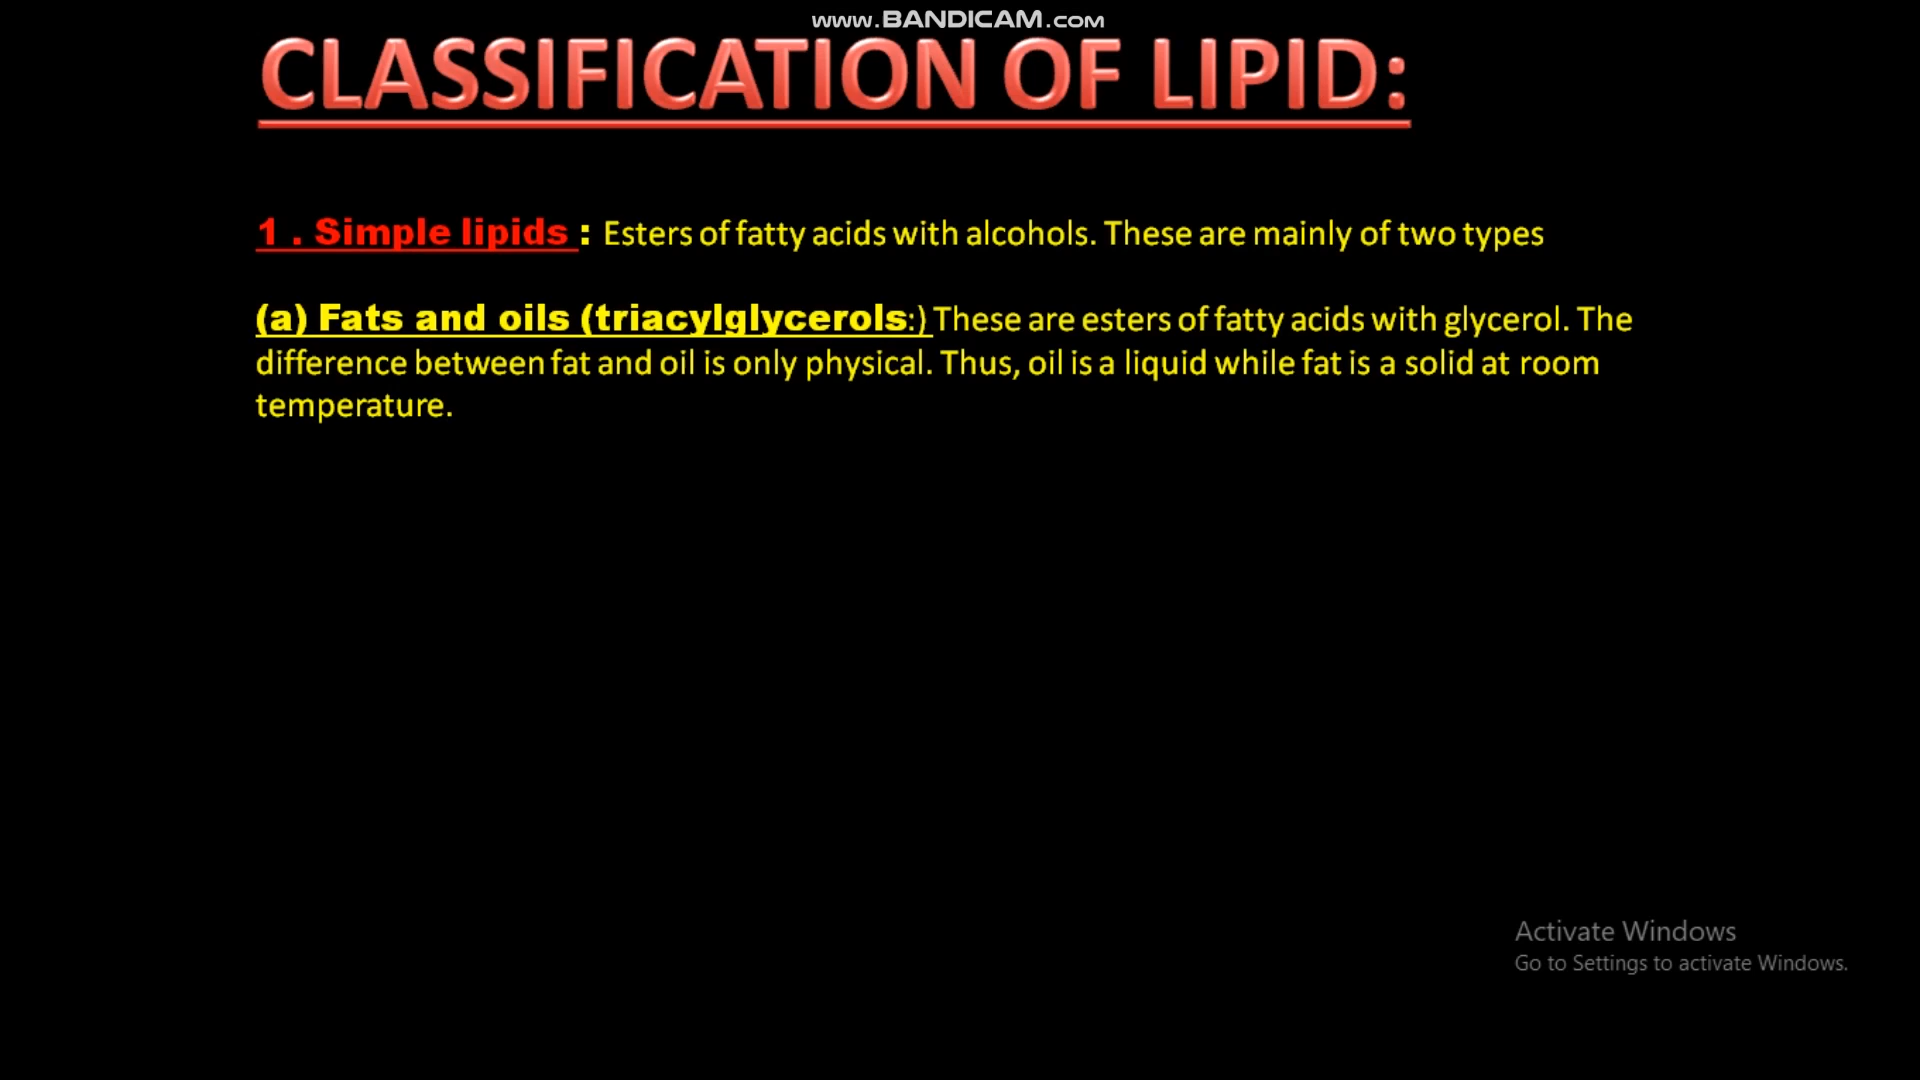 www.BANDICAM.com
CLASSIFICATION OF LIPID:
1 . Simple lipids : Esters of fatty acids with alcohols. These are mainly of two types
(a) Fats and oils (triacylglycerols:) These are esters of fatty acids with glycerol. The
difference between fat and oil is only physical. Thus, oil is a liquid while fat is a solid at room
temperature.
Activate Windows
Go to Settings to activate Windows.